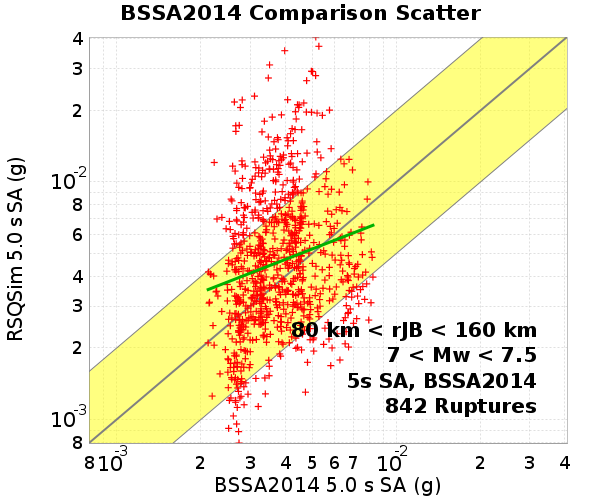 BSSA2014 Comparison Scatter
4
3
2
10⁻²
8
6
4
3
2
10⁻³
8
RSQSim 5.0 s SA (g)
80 km < rJB < 160 km
7 < Mw < 7.5
5s SA, BSSA2014
842 Ruptures
8 10⁻³ 2 3 4 5 6 7 10⁻² 2 3 4
BSSA2014 5.0 s SA (g)